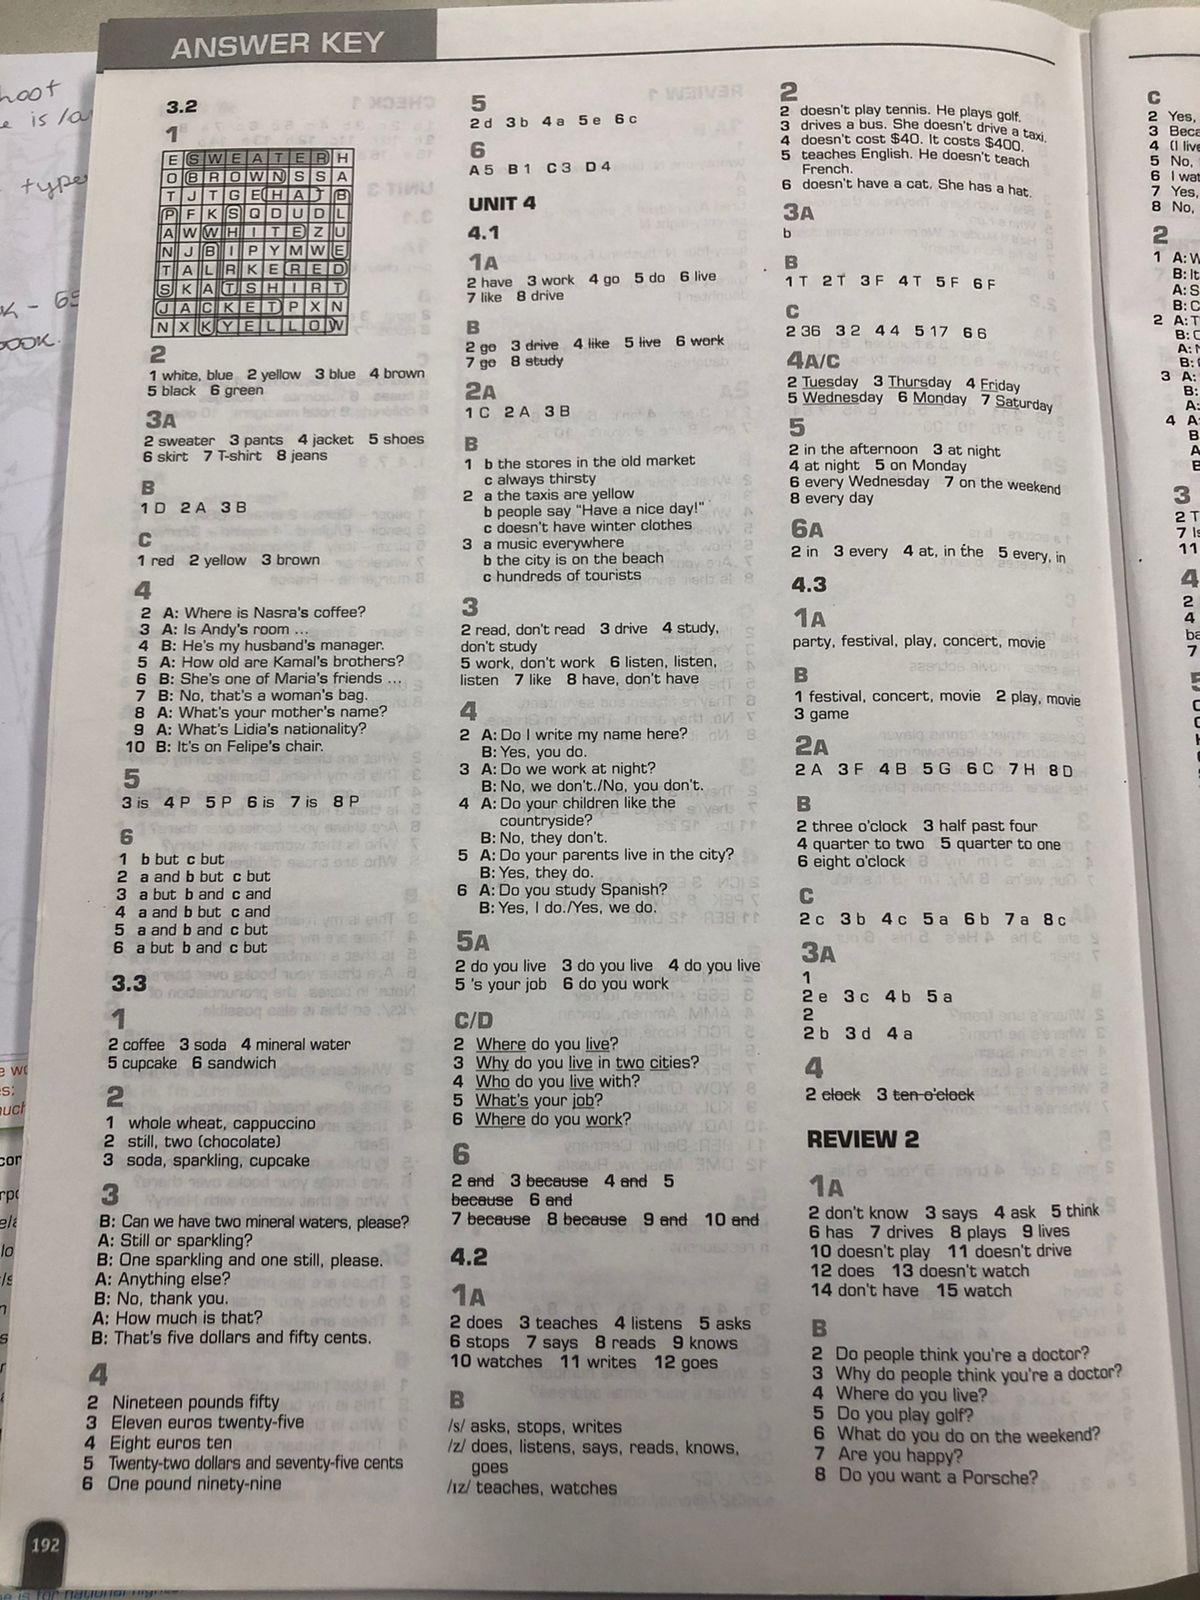 ANSWER KEY
3.2
1
E S W E A T E R H
O B R O W N S S A
T J T G E H A T B
P F K S Q D U D L
A W W H I T E Z U
N J B I P Y M W E
T A L R K E R E D
S K A T S H I R T
J A C K E T P X N
N X K Y E L L O W
2
1 white, blue 2 yellow 3 blue 4 brown
5 black 6 green
3A
2 sweater 3 pants 4 jacket 5 shoes
6 skirt 7 T-shirt 8 jeans
B
1 D 2 A 3 B
C
1 red 2 yellow 3 brown
4
2 A: Where is Nasra's coffee?
3 A: Is Andy's room ...
4 B: He's my husband's manager.
5 A: How old are Kamal's brothers?
6 B: She's one of Maria's friends ...
7 B: No, that's a woman's bag.
8 A: What's your mother's name?
9 A: What's Lidia's nationality?
10 B: It's on Felipe's chair.
5
3 is 4 P 5 P 6 is 7 is 8 P
6
1 b but c but
2 a and b but c but
3 a but b and c and
4 a and b but c and
5 a and b and c but
6 a but b and c but
3.3
1
2 coffee 3 soda 4 mineral water
5 cupcake 6 sandwich
2
1 whole wheat, cappuccino
2 still, two (chocolate)
3 soda, sparkling, cupcake
3
B: Can we have two mineral waters, please?
A: Still or sparkling?
B: One sparkling and one still, please.
A: Anything else?
B: No, thank you.
A: How much is that?
B: That's five dollars and fifty cents.
4
2 Nineteen pounds fifty
3 Eleven euros twenty-five
4 Eight euros ten
5 Twenty-two dollars and seventy-five cents
6 One pound ninety-nine
192
5
2 d 3 b 4 a 5 e 6 c
6
A 5 B 1 C 3 D 4
UNIT 4
4.1
1A
2 have 3 work 4 go 5 do 6 live
7 like 8 drive
B
2 go 3 drive 4 like 5 live 6 work
7 go 8 study
2A
1 C 2 A 3 B
B
1 b the stores in the old market
c always thirsty
2 a the taxis are yellow
b people say "Have a nice day!"
c doesn't have winter clothes
3 a music everywhere
b the city is on the beach
c hundreds of tourists
3
2 read, don't read 3 drive 4 study,
don't study
5 work, don't work 6 listen, listen,
listen 7 like 8 have, don't have
4
2 A: Do I write my name here?
B: Yes, you do.
3 A: Do we work at night?
B: No, we don't./No, you don't.
4 A: Do your children like the
countryside?
B: No, they don't.
5 A: Do your parents live in the city?
B: Yes, they do.
6 A: Do you study Spanish?
B: Yes, I do./Yes, we do.
5A
2 do you live 3 do you live 4 do you live
5 's your job 6 do you work
C/D
2 Where do you live?
3 Why do you live in two cities?
4 Who do you live with?
5 What's your job?
6 Where do you work?
6
2 and 3 because 4 and 5
because 6 and
7 because 8 because 9 and 10 and
4.2
1A
2 does 3 teaches 4 listens 5 asks
6 stops 7 says 8 reads 9 knows
10 watches 11 writes 12 goes
B
/s/ asks, stops, writes
/z/ does, listens, says, reads, knows,
goes
/ɪz/ teaches, watches
2
2 doesn't play tennis. He plays golf.
3 drives a bus. She doesn't drive a taxi.
4 doesn't cost $40. It costs $400.
5 teaches English. He doesn't teach
French.
6 doesn't have a cat. She has a hat.
3A
b
B
1 T 2 T 3 F 4 T 5 F 6 F
C
2 36 3 2 4 4 5 17 6 6
4A/C
2 Tuesday 3 Thursday 4 Friday
5 Wednesday 6 Monday 7 Saturday
5
2 in the afternoon 3 at night
4 at night 5 on Monday
6 every Wednesday 7 on the weekend
8 every day
6A
2 in 3 every 4 at, in the 5 every, in
4.3
1A
party, festival, play, concert, movie
B
1 festival, concert, movie 2 play, movie
3 game
2A
2 A 3 F 4 B 5 G 6 C 7 H 8 D
B
2 three o'clock 3 half past four
4 quarter to two 5 quarter to one
6 eight o'clock
C
2 c 3 b 4 c 5 a 6 b 7 a 8 c
3A
1
2 e 3 c 4 b 5 a
2
2 b 3 d 4 a
4
2 clock 3 ten o'clock
REVIEW 2
1A
2 don't know 3 says 4 ask 5 think
6 has 7 drives 8 plays 9 lives
10 doesn't play 11 doesn't drive
12 does 13 doesn't watch
14 don't have 15 watch
B
2 Do people think you're a doctor?
3 Why do people think you're a doctor?
4 Where do you live?
5 Do you play golf?
6 What do you do on the weekend?
7 Are you happy?
8 Do you want a Porsche?
C
2 Yes,
3
4 (I live
5 No,
6 I wat
7 Yes,
8 No,
2
1 A:
B: It
A:
B:
2 A:
B:
A:
B:
3 A:
B:
A:
4 A:
B
A
B
3
2
7
11
4
2
4
7